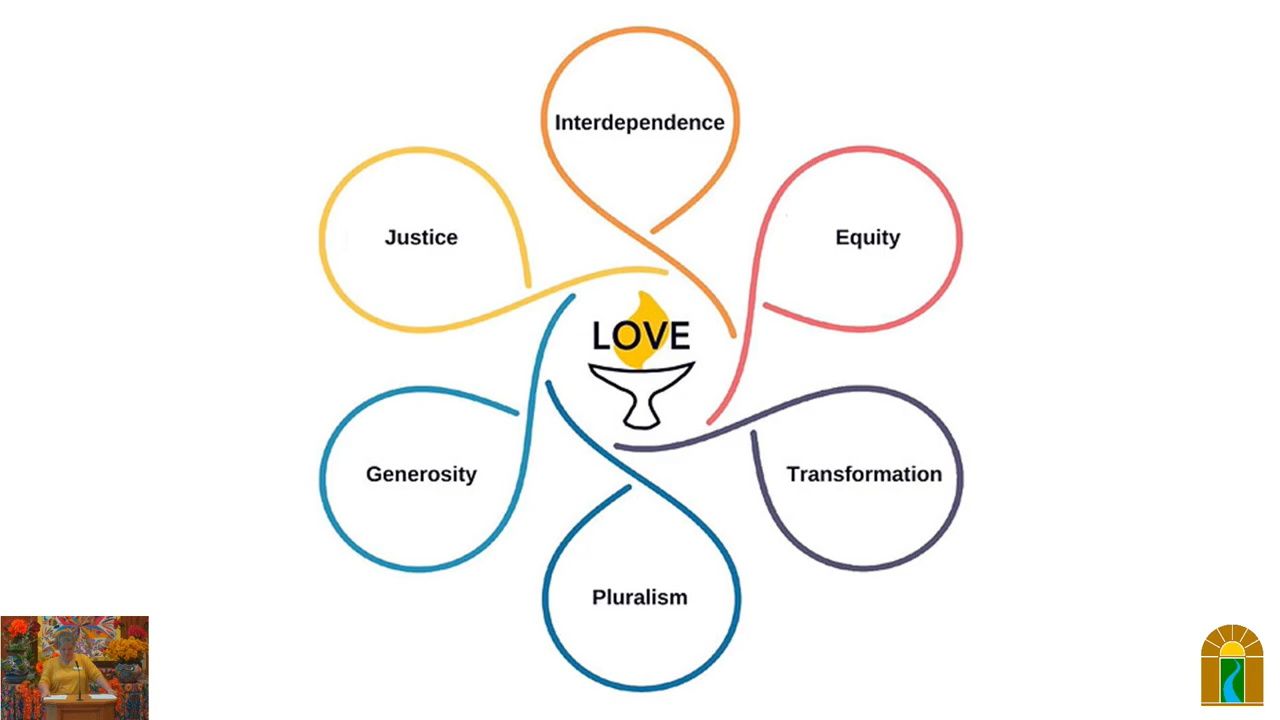 Interdependence
Justice
Equity
LOVE
Generosity
Transformation
Pluralism